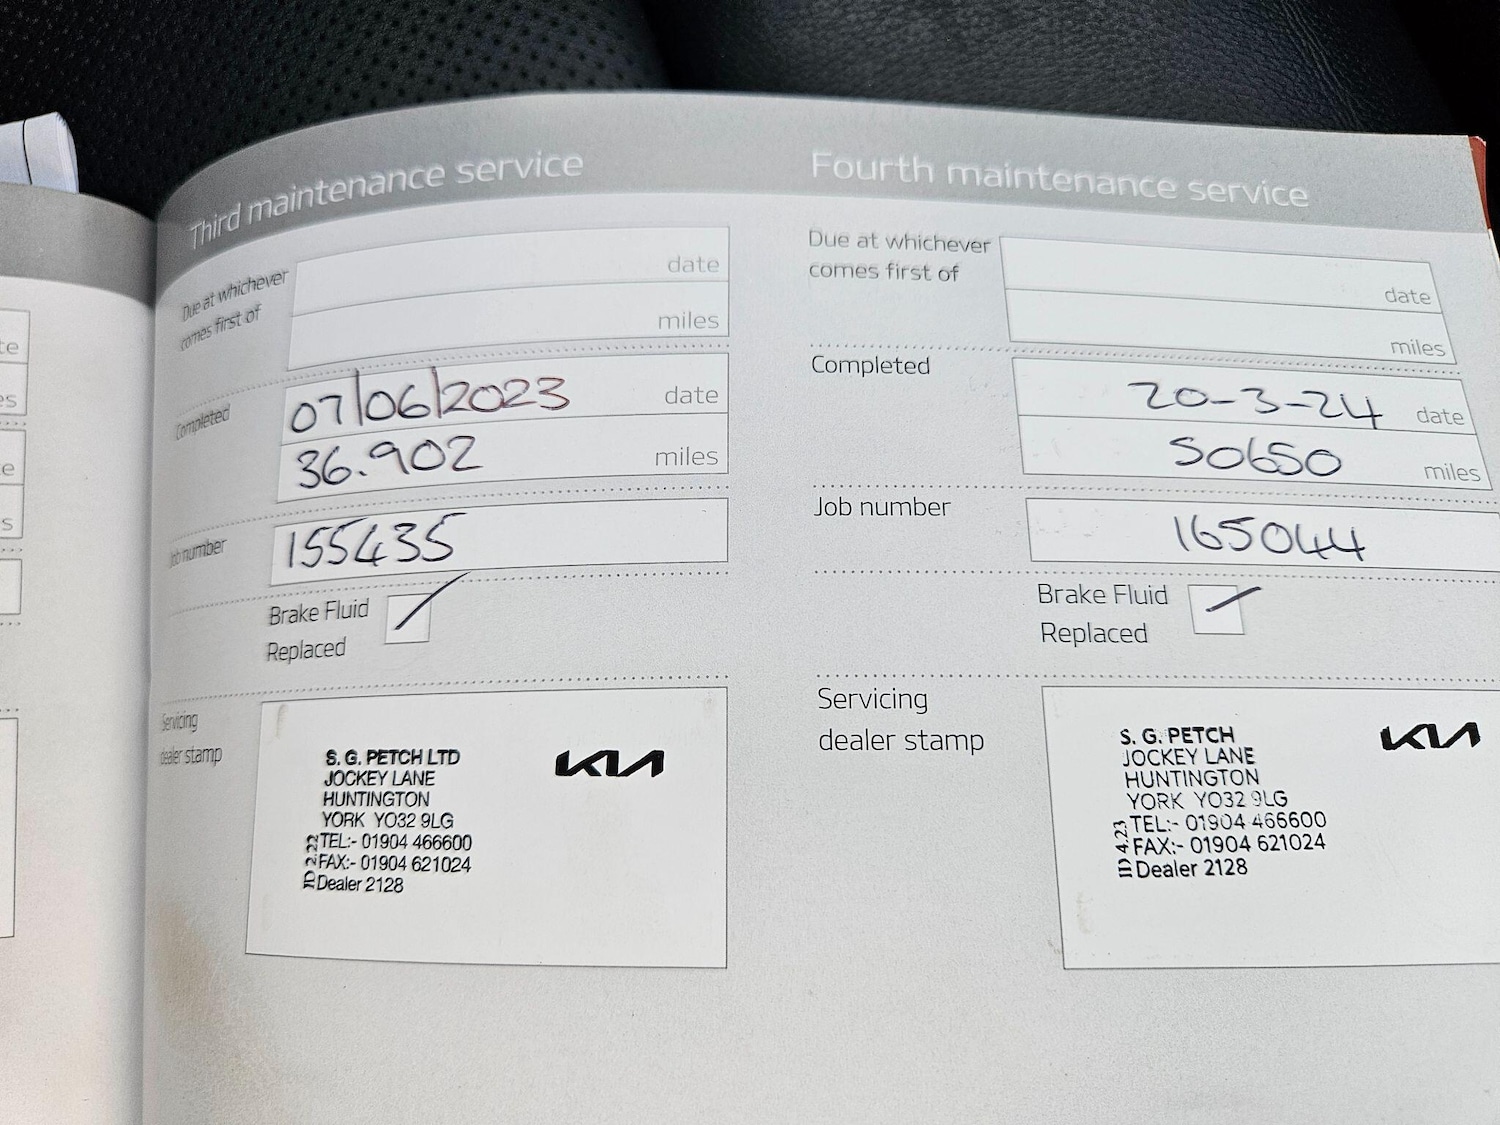 Third maintenance service
Due at whichever
comes first of
date
miles
Completed
07/06/2023 date
36.902 miles
Job number
155435
Brake Fluid
Replaced
Servicing
dealer stamp
S. G. PETCH LTD
KIA
JOCKEY LANE
HUNTINGTON
YORK YO32 9LG
TEL:- 01904 466600
FAX:- 01904 621024
Dealer 2128
Fourth maintenance service
Due at whichever
comes first of
date
miles
Completed
20-3-24 date
50650 miles
Job number
165044
Brake Fluid
Replaced
Servicing
dealer stamp
S. G. PETCH
KIA
JOCKEY LANE
HUNTINGTON
YORK YO32 9LG
TEL:- 01904 466600
FAX:- 01904 621024
Dealer 2128